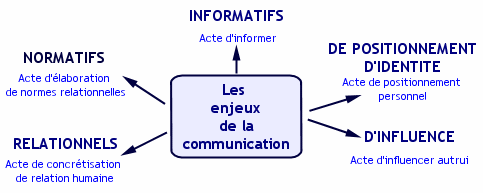 INFORMATIFS
Acte d'informer
NORMATIFS
Acte d'élaboration
de normes relationnelles
DE POSITIONNEMENT
D'IDENTITE
Acte de positionnement
personnel
Les
enjeux
de la
communication
RELATIONNELS
Acte de concrétisation
de relation humaine
D'INFLUENCE
Acte d'influencer autrui